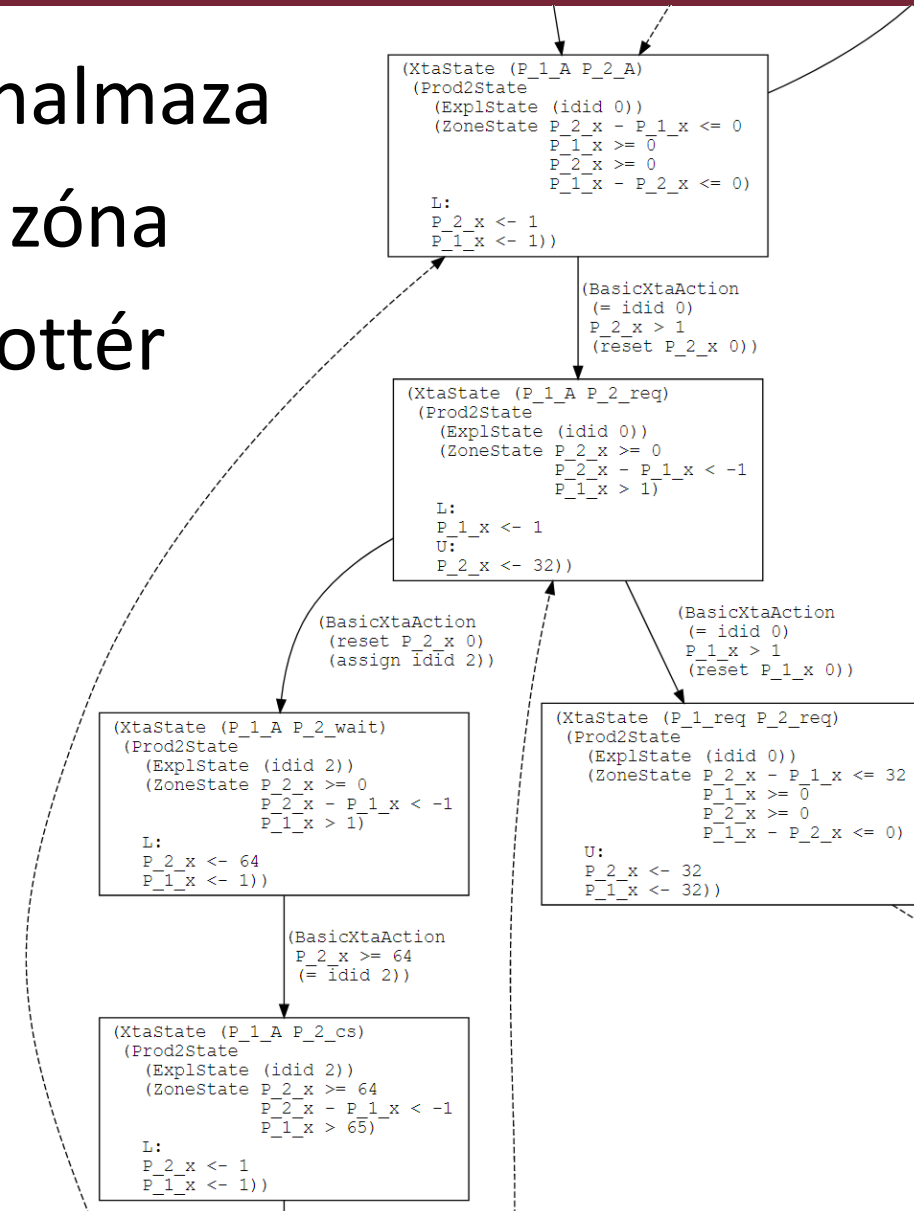 halmaza
zóna
ottér
(XtaState (P_1_A P_2_A)
(Prod2State
(ExplState (idid 0))
(ZoneState P_2_x - P_1_x <= 0
P_1_x >= 0
P_2_x >= 0
P_1_x - P_2_x <= 0)
L:
P_2_x <- 1
P_1_x <- 1))
(BasicXtaAction
(= idid 0)
P_2_x > 1
(reset P_2_x 0))
(XtaState (P_1_A P_2_req)
(Prod2State
(ExplState (idid 0))
(ZoneState P_2_x >= 0
P_2_x - P_1_x < -1
P_1_x > 1)
L:
P_1_x <- 1
U:
P_2_x <- 32))
(BasicXtaAction
(reset P_2_x 0)
(assign idid 2))
(BasicXtaAction
(= idid 0)
P_1_x > 1
(reset P_1_x 0))
(XtaState (P_1_A P_2_wait)
(Prod2State
(ExplState (idid 2))
(ZoneState P_2_x >= 0
P_2_x - P_1_x < -1
P_1_x > 1)
L:
P_2_x <- 64
P_1_x <- 1))
(XtaState (P_1_req P_2_req)
(Prod2State
(ExplState (idid 0))
(ZoneState P_2_x - P_1_x <= 32
P_1_x >= 0
P_2_x >= 0
P_1_x - P_2_x <= 0)
U:
P_2_x <- 32
P_1_x <- 32))
(BasicXtaAction
P_2_x >= 64
(= idid 2))
(XtaState (P_1_A P_2_cs)
(Prod2State
(ExplState (idid 2))
(ZoneState P_2_x >= 64
P_2_x - P_1_x < -1
P_1_x > 65)
L:
P_2_x <- 1
P_1_x <- 1))